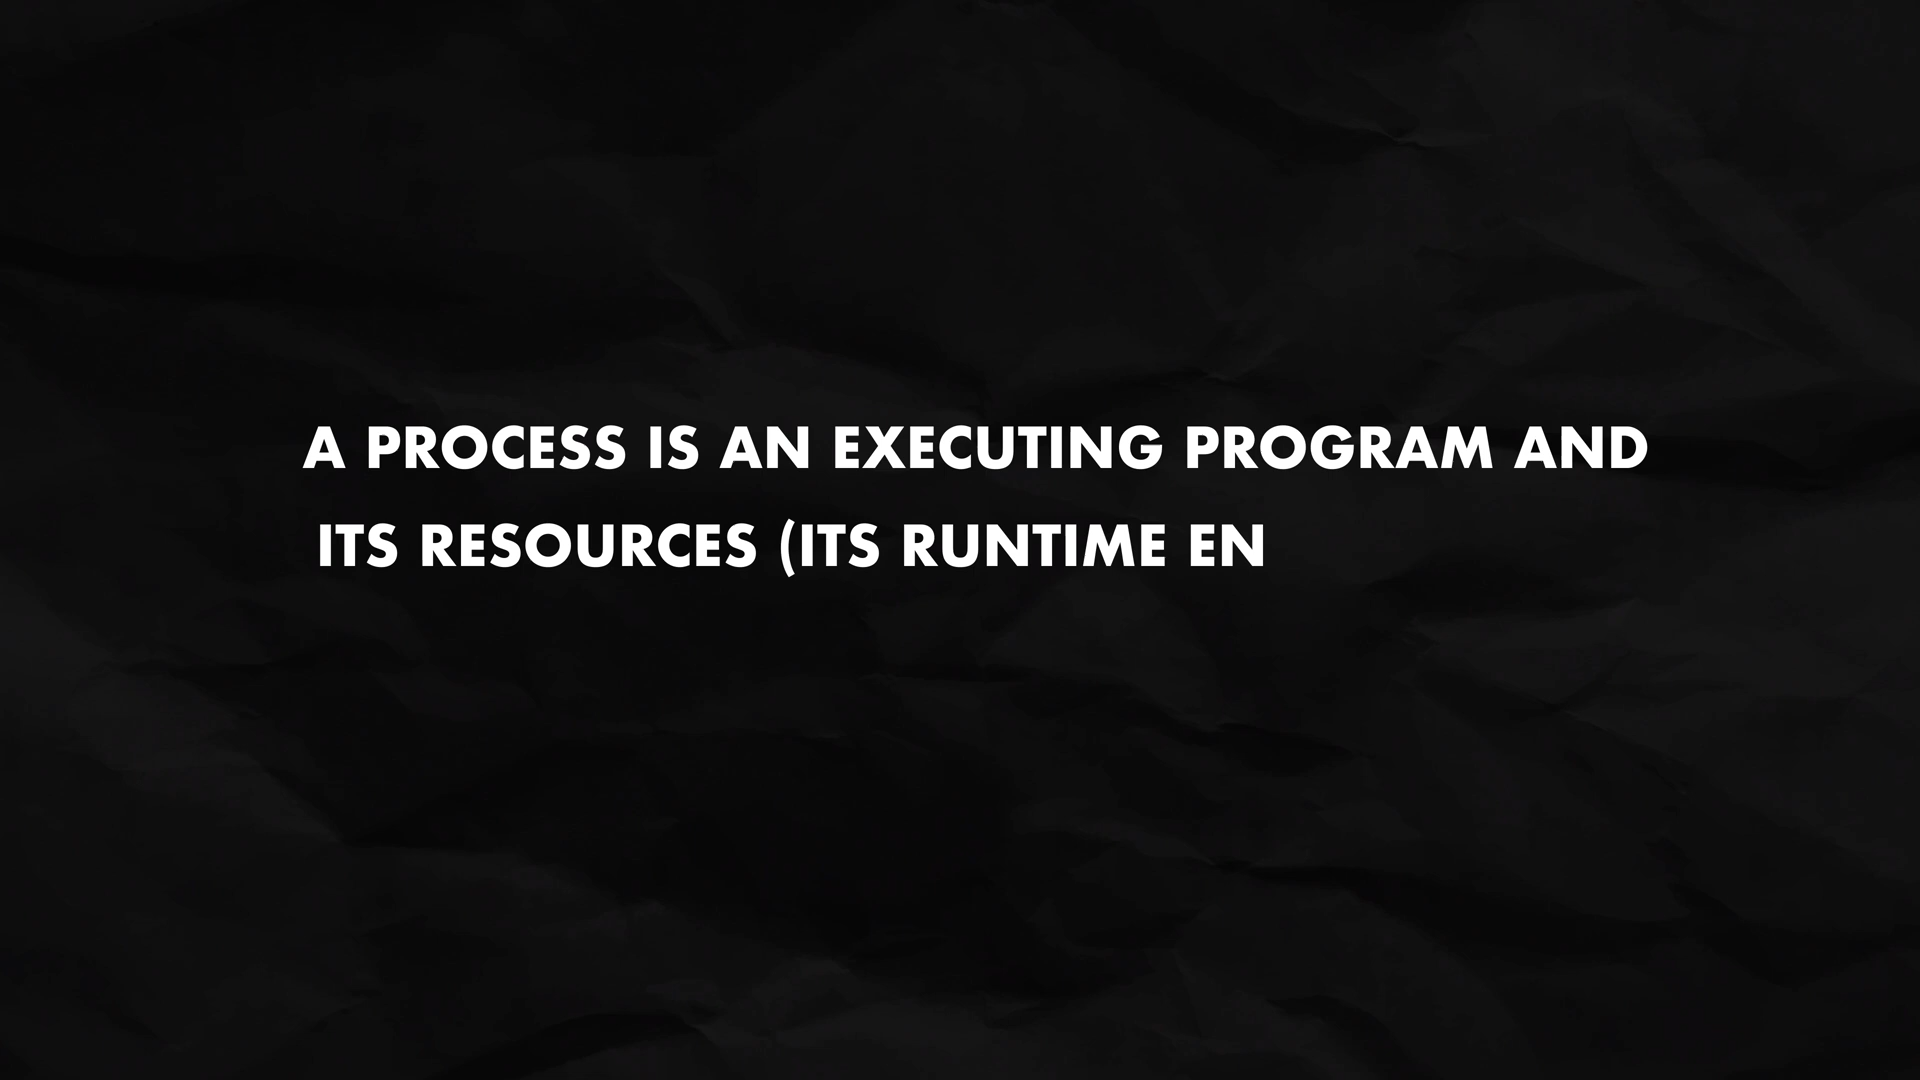 A PROCESS IS AN EXECUTING PROGRAM AND
ITS RESOURCES (ITS RUNTIME EN